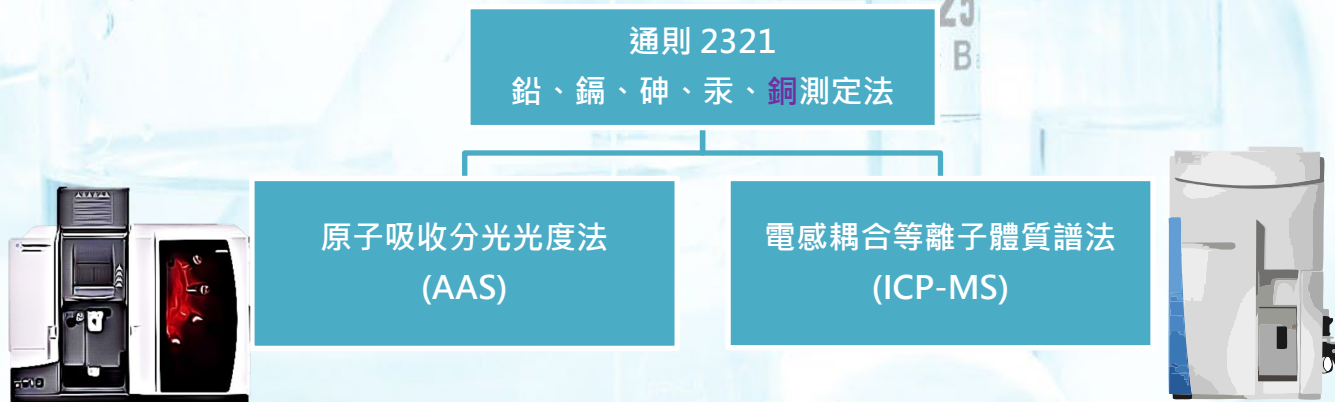 通則 2321
鉛、鎘、砷、汞、銅測定法
原子吸收分光光度法
(AAS)
電感耦合等離子體質譜法
(ICP-MS)
25
B